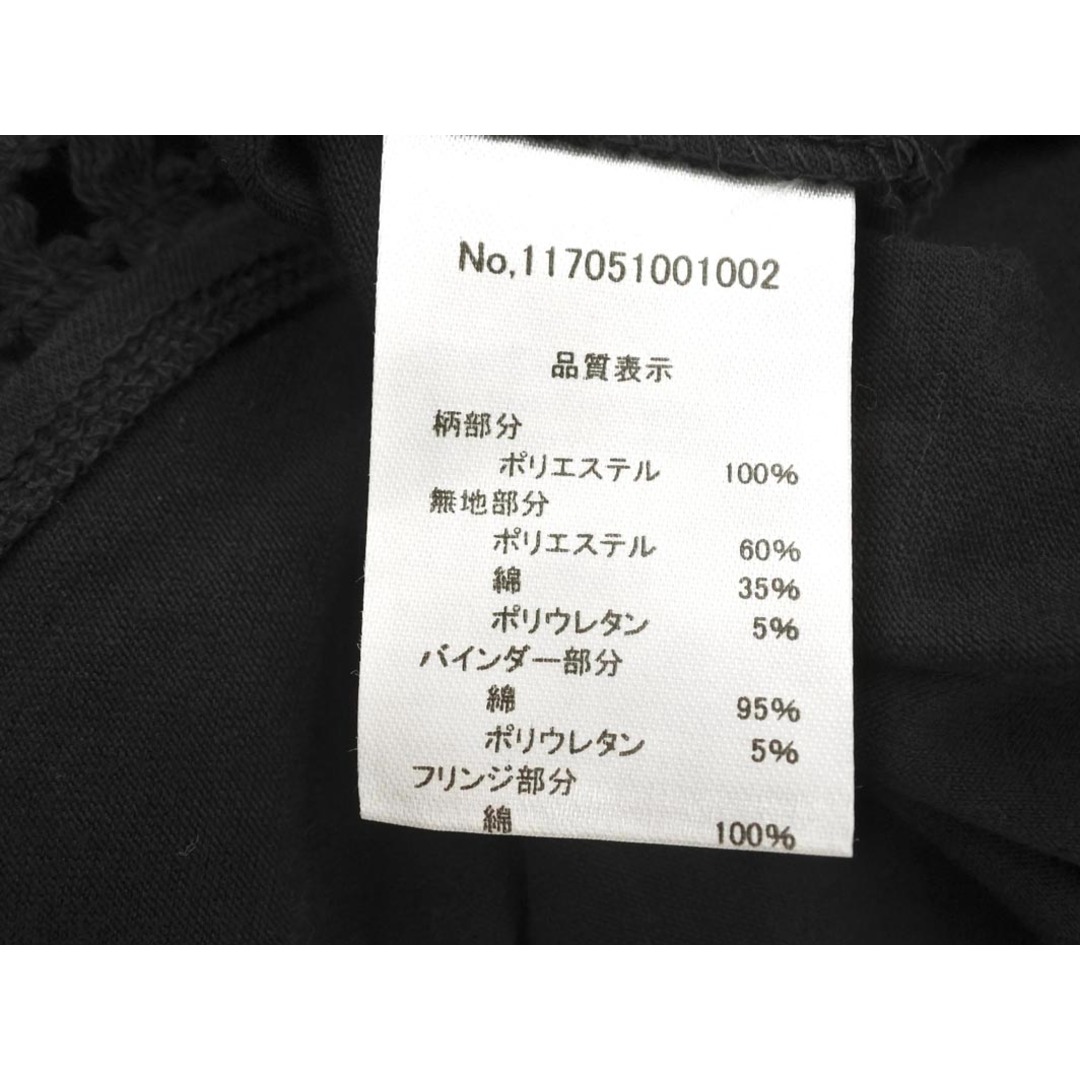 No,117051001002
品質表示
柄部分
ポリエステル 100%
無地部分
ポリエステル 60%
綿 35%
ポリウレタン 5%
バインダー部分
綿 95%
ポリウレタン 5%
フリンジ部分
綿 100%